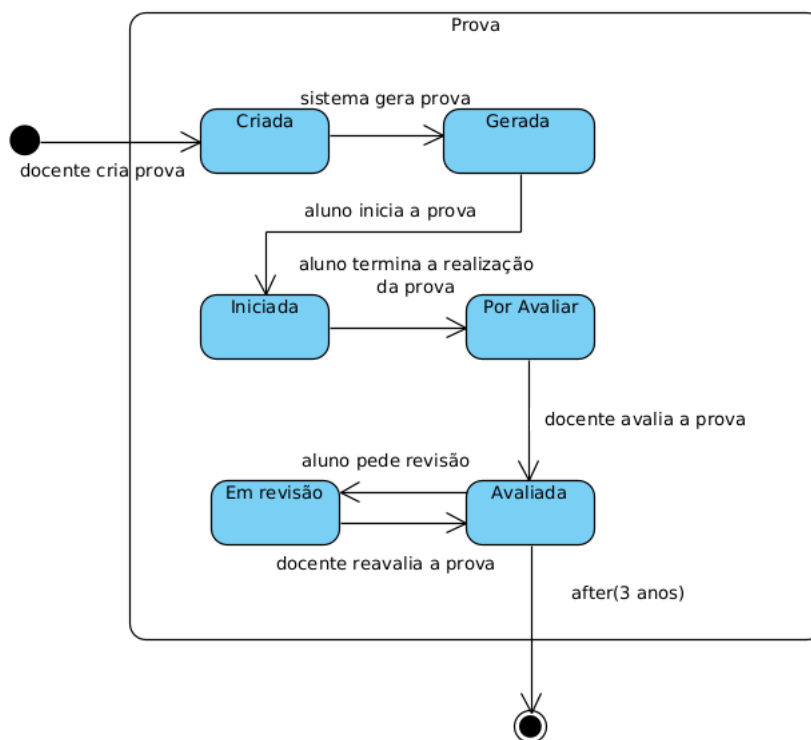 Prova
sistema gera prova
Criada
Gerada
docente cria prova
aluno inicia a prova
aluno termina a realização
da prova
Iniciada
Por Avaliar
docente avalia a prova
aluno pede revisão
Em revisão
Avaliada
docente reavalia a prova
after(3 anos)